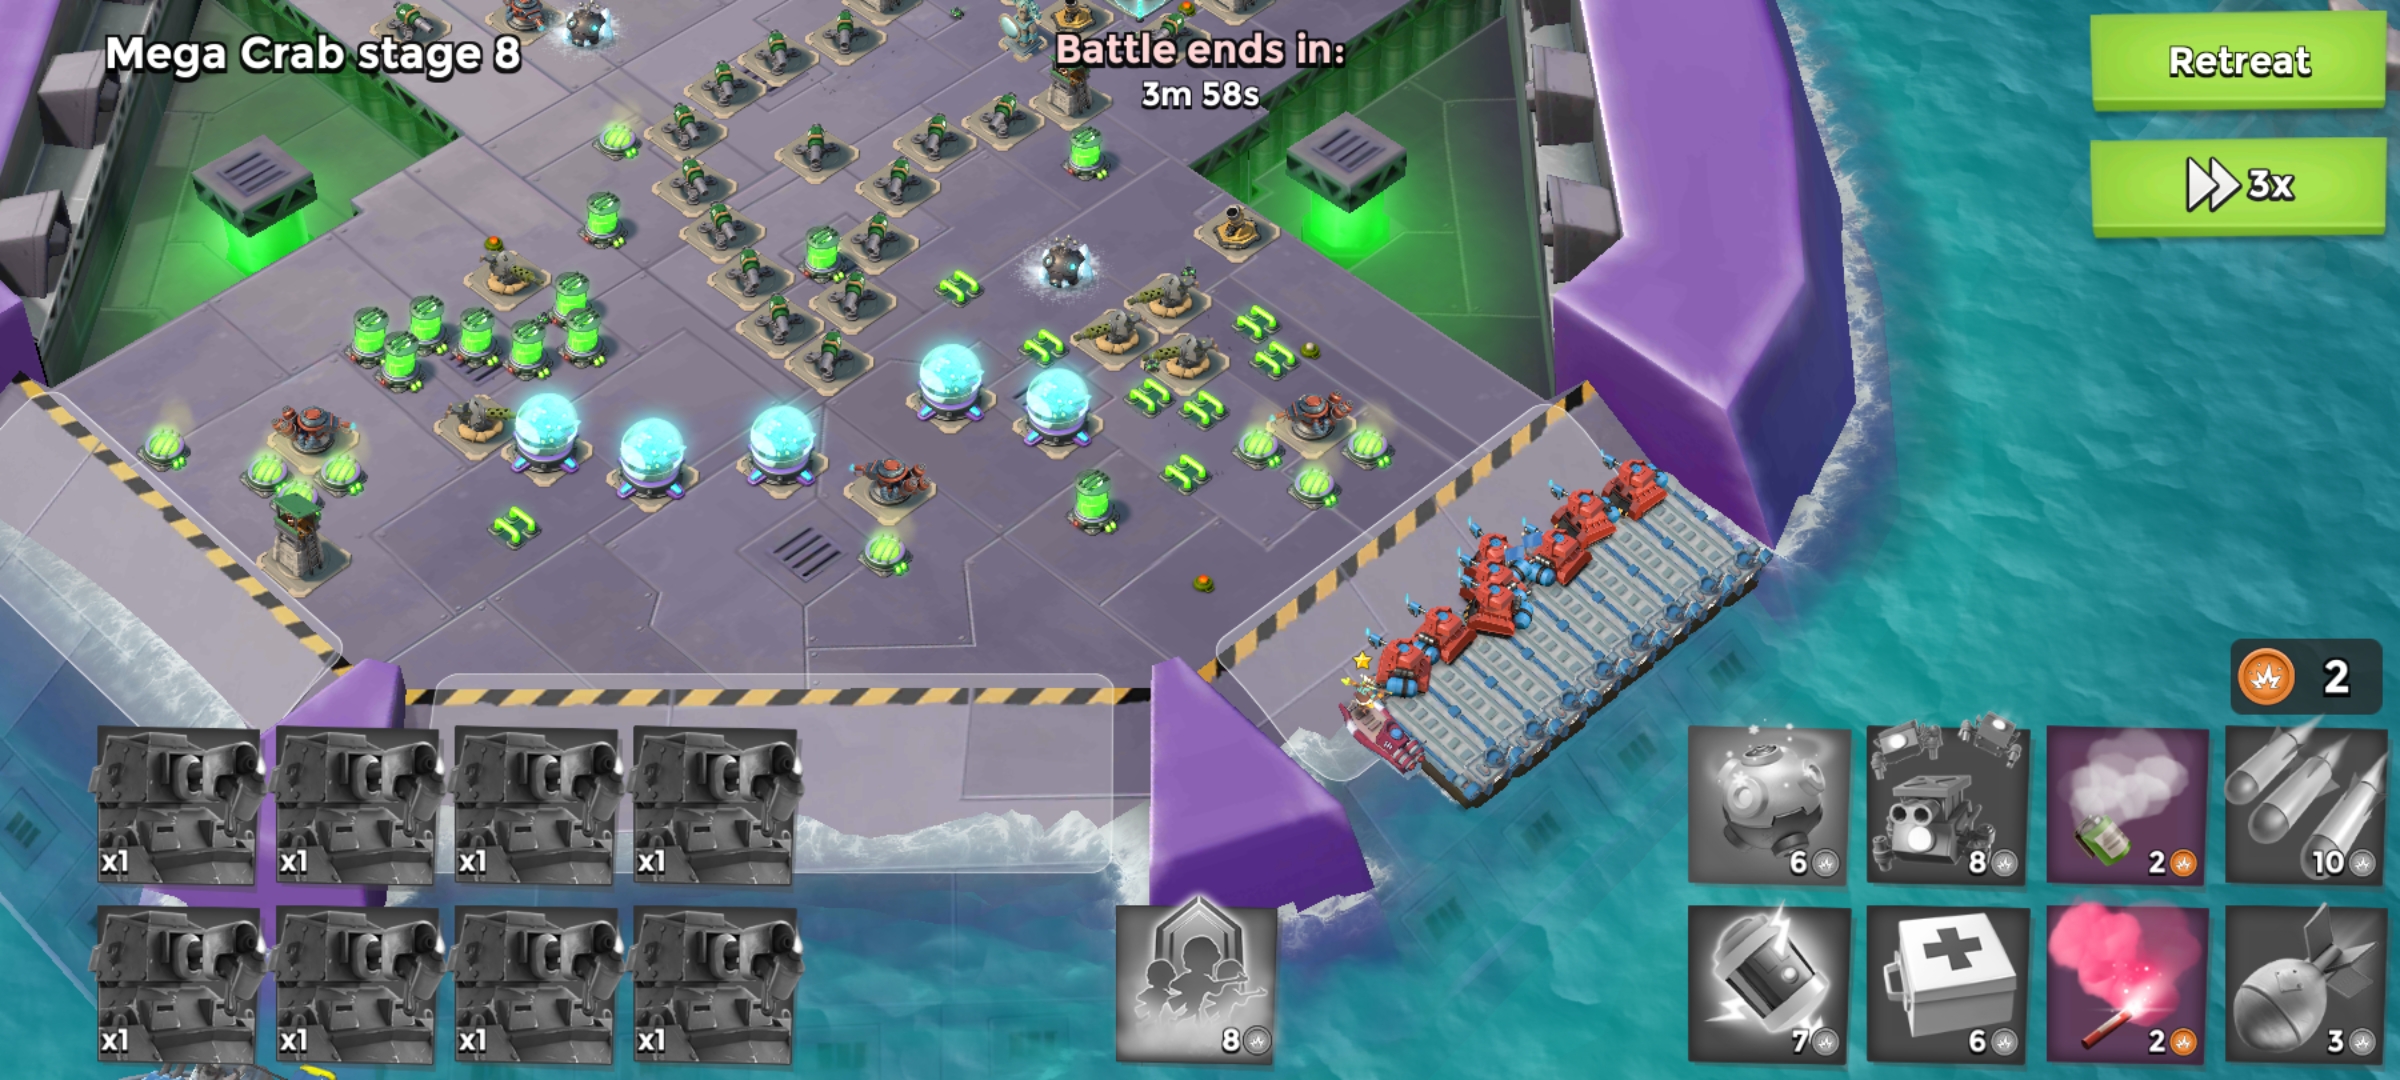 Mega Crab stage 8
Battle ends in:
3m 58s
Retreat
3x
2
x1
x1
x1
x1
6
8
2
10
x1
x1
x1
x1
8
7
6
2
3